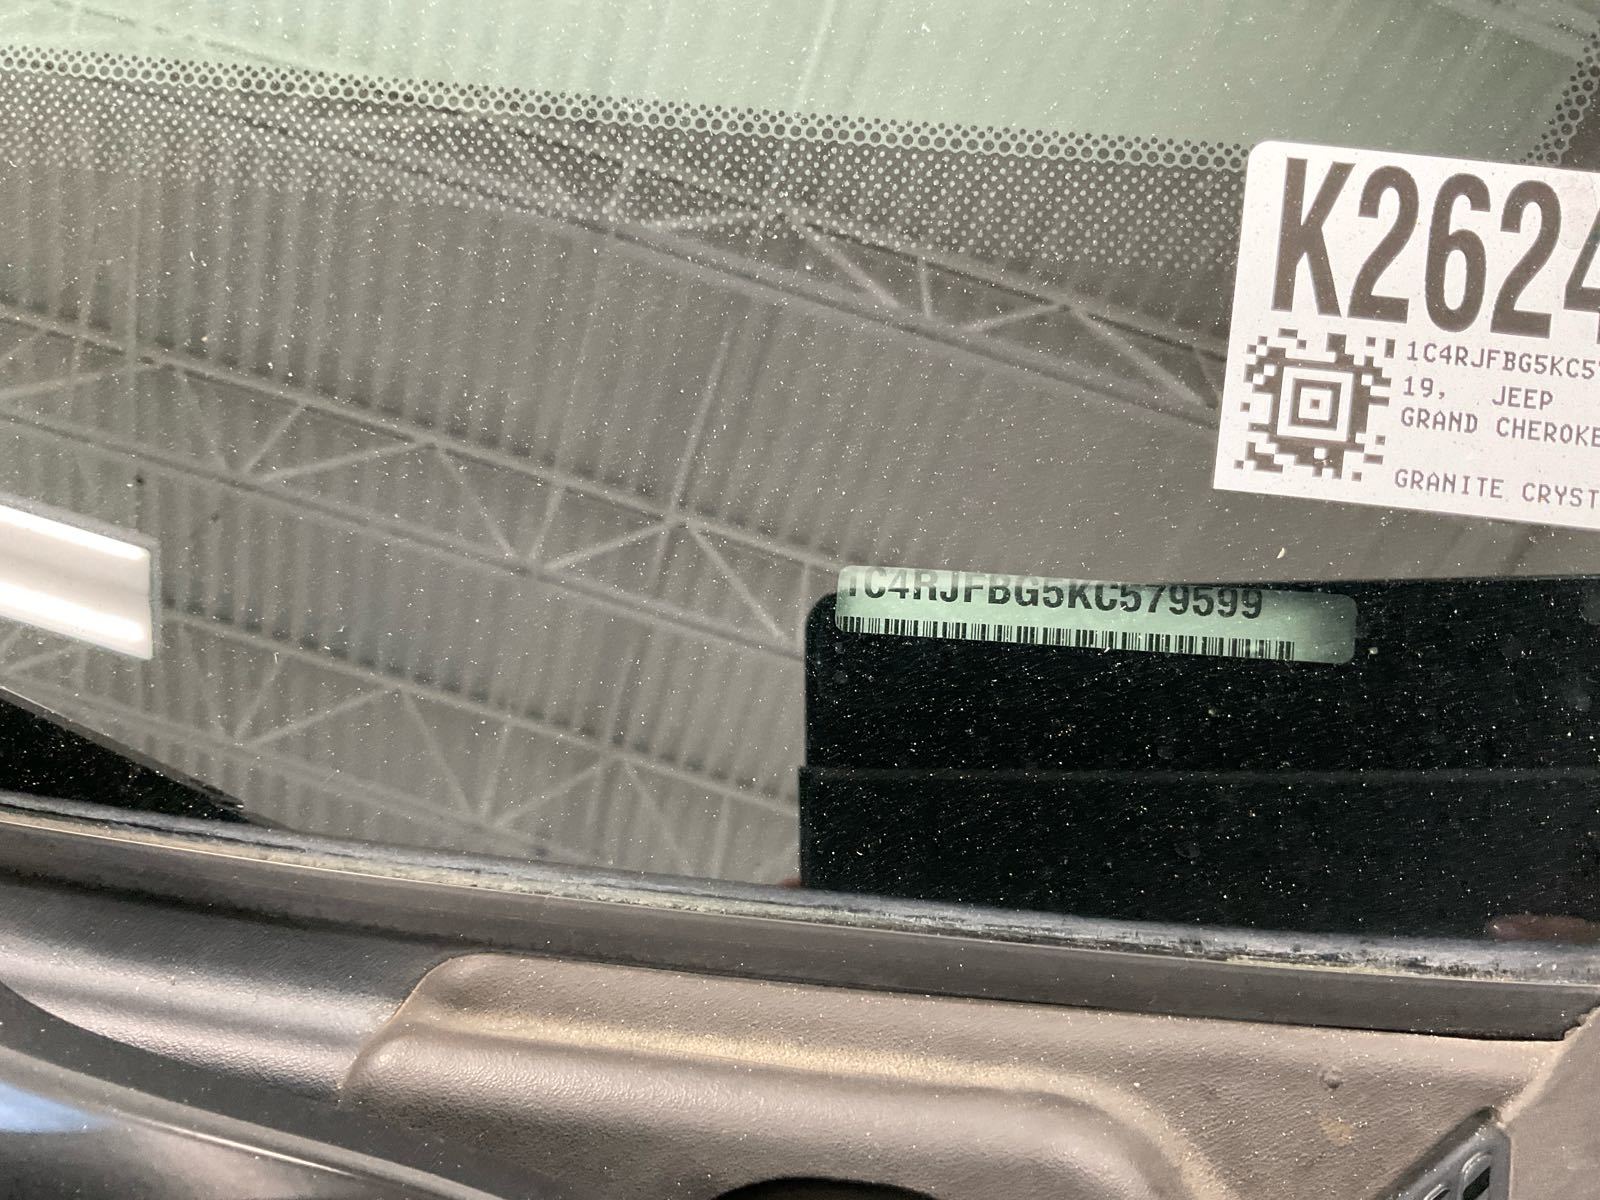 K2624
1C4RJFBG5KC5
19, JEEP
GRAND CHEROKE
GRANITE CRYST
1C4RJFBG5KC579599